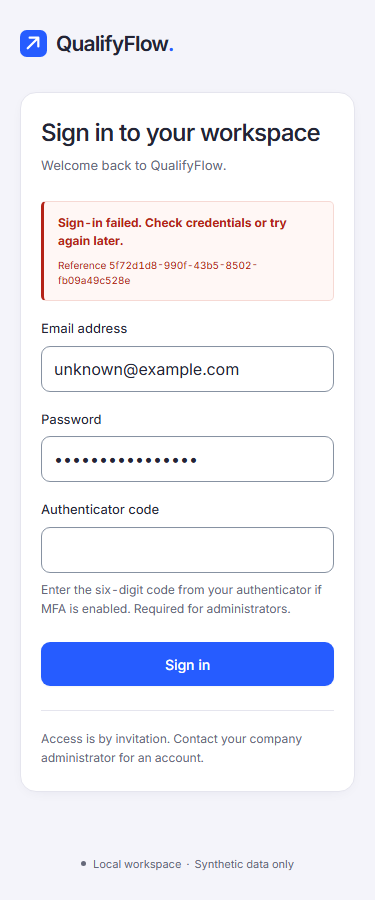 QualifyFlow.
Sign in to your workspace
Welcome back to QualifyFlow.
Sign-in failed. Check credentials or try
again later.
Reference 5f72d1d8-990f-43b5-8502-
fb09a49c528e
Email address
unknown@example.com
Password
••••••••••••••••
Authenticator code
Enter the six-digit code from your authenticator if
MFA is enabled. Required for administrators.
Sign in
Access is by invitation. Contact your company
administrator for an account.
Local workspace · Synthetic data only